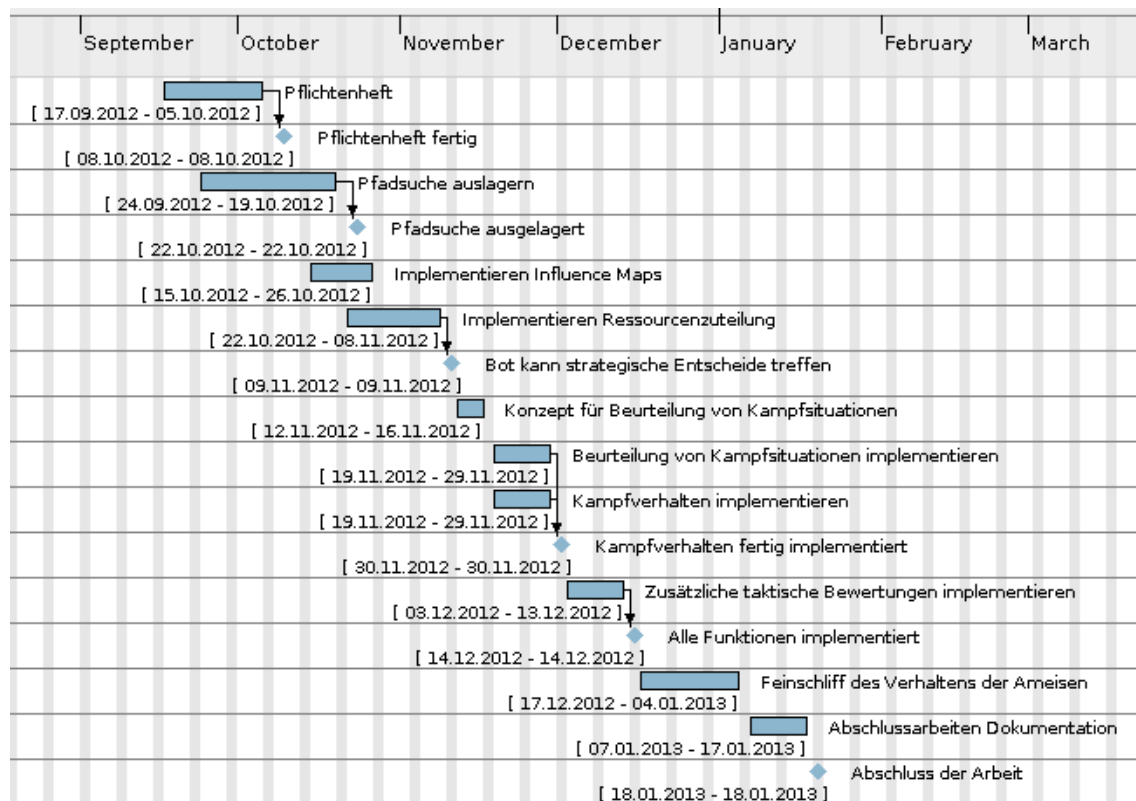 September October November December January February March
Pflichtenheft
[ 17.09.2012 - 05.10.2012 ]
Pflichtenheft fertig
[ 08.10.2012 - 08.10.2012 ]
Pfadsuche auslagern
[ 24.09.2012 - 19.10.2012 ]
Pfadsuche ausgelagert
[ 22.10.2012 - 22.10.2012 ]
Implementieren Influence Maps
[ 15.10.2012 - 26.10.2012 ]
Implementieren Ressourcenzuteilung
[ 22.10.2012 - 08.11.2012 ]
Bot kann strategische Entscheide treffen
[ 09.11.2012 - 09.11.2012 ]
Konzept für Beurteilung von Kampfsituationen
[ 12.11.2012 - 16.11.2012 ]
Beurteilung von Kampfsituationen implementieren
[ 19.11.2012 - 29.11.2012 ]
Kampfverhalten implementieren
[ 19.11.2012 - 29.11.2012 ]
Kampfverhalten fertig implementiert
[ 30.11.2012 - 30.11.2012 ]
Zusätzliche taktische Bewertungen implementieren
[ 03.12.2012 - 13.12.2012 ]
Alle Funktionen implementiert
[ 14.12.2012 - 14.12.2012 ]
Feinschliff des Verhaltens der Ameisen
[ 17.12.2012 - 04.01.2013 ]
Abschlussarbeiten Dokumentation
[ 07.01.2013 - 17.01.2013 ]
Abschluss der Arbeit
[ 18.01.2013 - 18.01.2013 ]